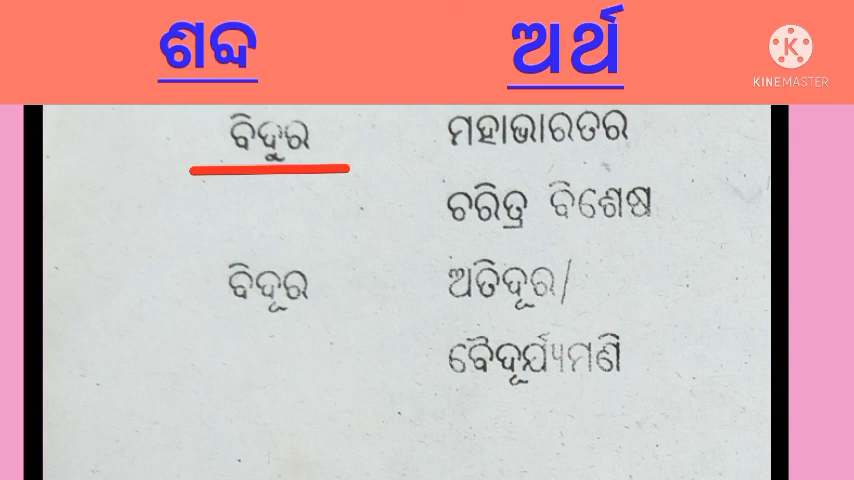 ଶବ୍ଦ ଅର୍ଥ
K
KINEMASTER
ବିଦୁର ମହାଭାରତର
ଚରିତ୍ର ବିଶେଷ
ବିଦୂର ଅତିଦୂର/
ବୈଦୂର୍ଯ୍ୟମଣି